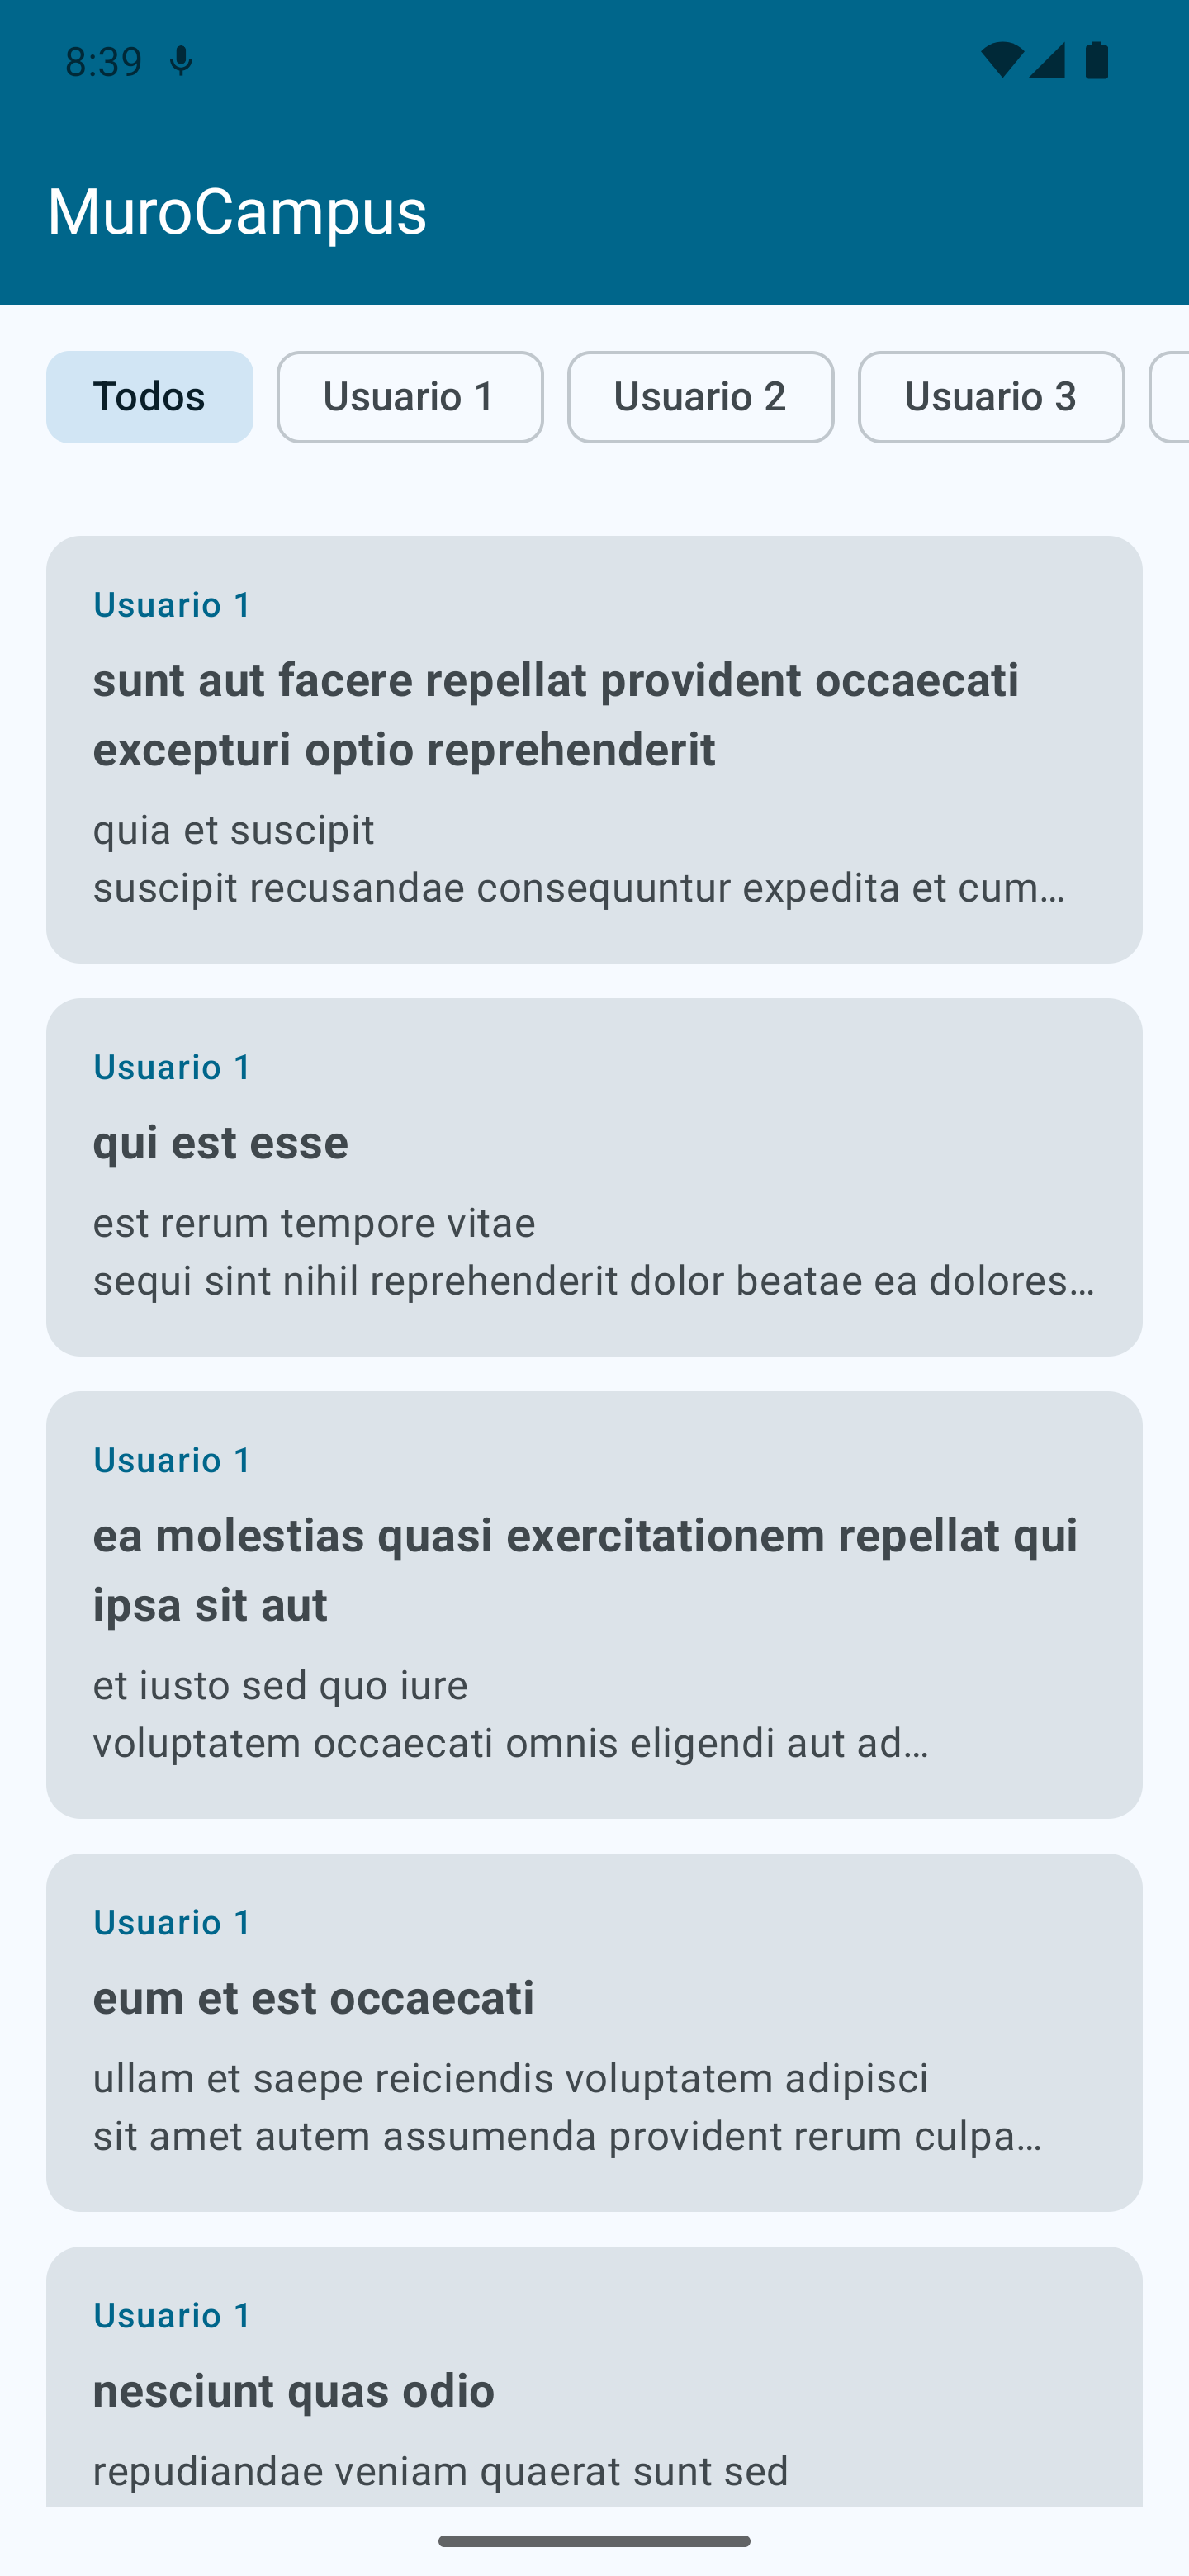 8:39
MuroCampus
Todos
Usuario 1
Usuario 2
Usuario 3
Usuario 1
sunt aut facere repellat provident occaecati
excepturi optio reprehenderit
quia et suscipit
suscipit recusandae consequuntur expedita et cum…
Usuario 1
qui est esse
est rerum tempore vitae
sequi sint nihil reprehenderit dolor beatae ea dolores…
Usuario 1
ea molestias quasi exercitationem repellat qui
ipsa sit aut
et iusto sed quo iure
voluptatem occaecati omnis eligendi aut ad…
Usuario 1
eum et est occaecati
ullam et saepe reiciendis voluptatem adipisci
sit amet autem assumenda provident rerum culpa…
Usuario 1
nesciunt quas odio
repudiandae veniam quaerat sunt sed